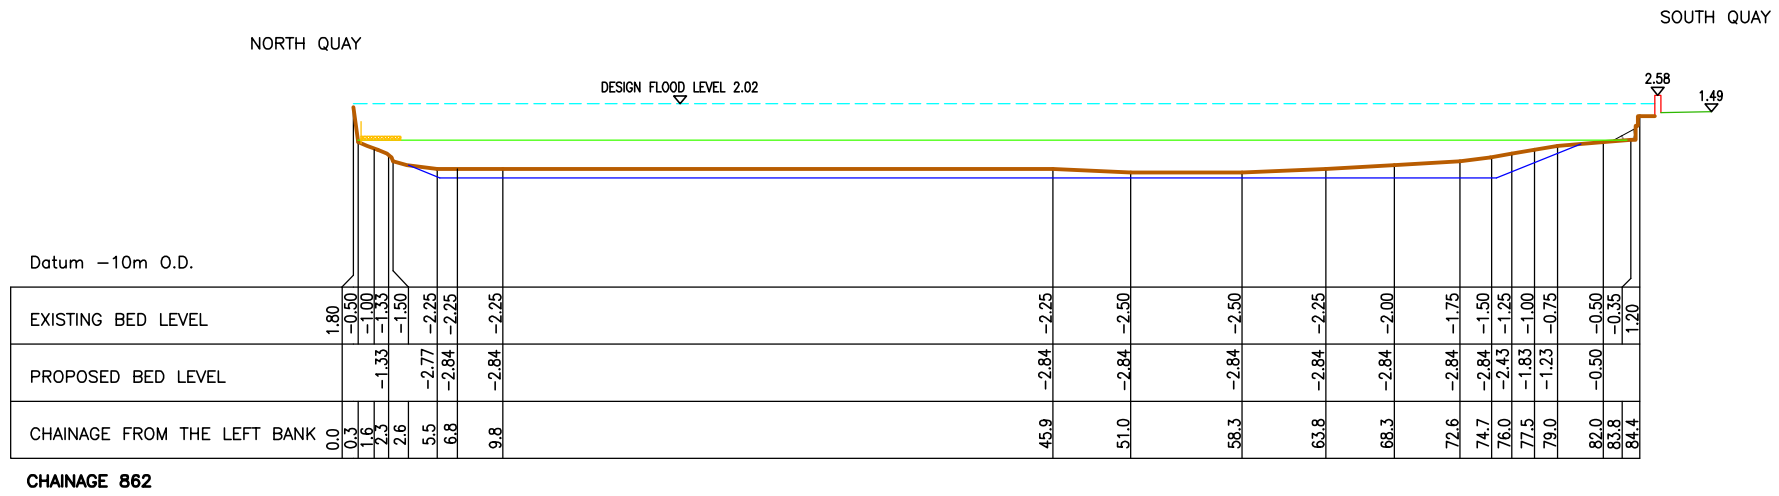 SOUTH QUAY
NORTH QUAY
2.58
DESIGN FLOOD LEVEL 2.02
1.49
Datum -10m O.D.
EXISTING BED LEVEL 1.80 -0.50 -1.00 -1.33 -1.50 -2.25 -2.25 -2.25 -2.25 -2.50 -2.50 -2.25 -2.00 -1.75 -1.50 -1.25 -1.00 -0.75 -0.50 -0.35 1.20
PROPOSED BED LEVEL -1.33 -2.77 -2.84 -2.84 -2.84 -2.84 -2.84 -2.84 -2.84 -2.84 -2.84 -2.43 -1.83 -1.23 -0.50
CHAINAGE FROM THE LEFT BANK 0.0 0.3 1.6 2.3 2.6 5.5 6.8 9.8 45.9 51.0 58.3 63.8 68.3 72.6 74.7 76.0 77.5 79.0 82.0 83.8 84.4
CHAINAGE 862